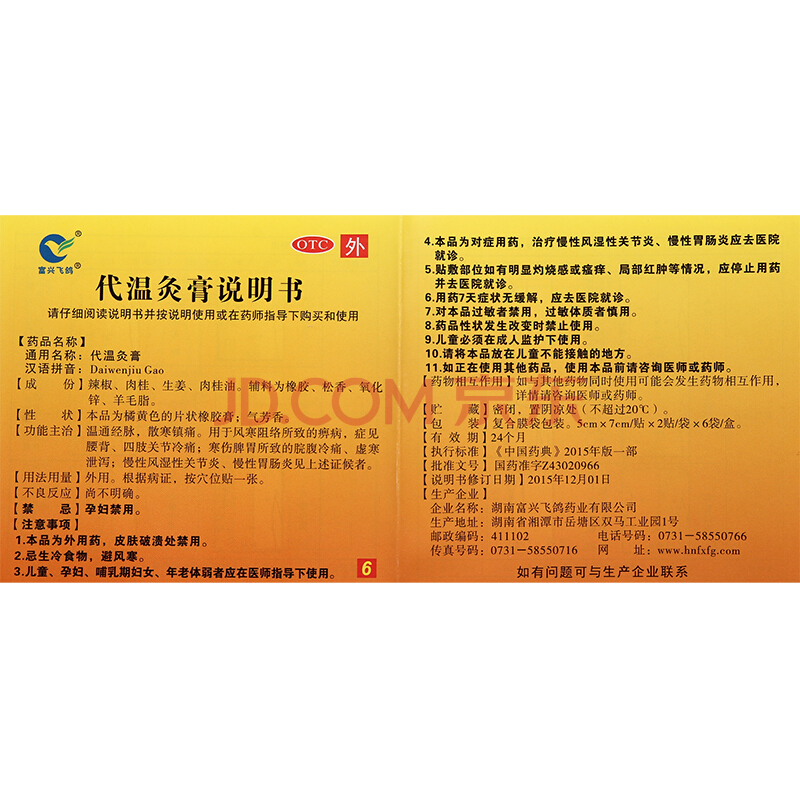 富兴飞鸽®
OTC 外
代温灸膏说明书
请仔细阅读说明书并按说明使用或在药师指导下购买和使用
【药品名称】
通用名称：代温灸膏
汉语拼音：Daiwenjiu Gao
【成　　份】辣椒、肉桂、生姜、肉桂油。辅料为橡胶、松香、氧化
锌、羊毛脂。
【性　　状】本品为橘黄色的片状橡胶膏；气芳香。
【功能主治】温通经脉，散寒镇痛。用于风寒阻络所致的痹病，症见
腰背、四肢关节冷痛；寒伤脾胃所致的脘腹冷痛、虚寒
泄泻；慢性风湿性关节炎、慢性胃肠炎见上述证候者。
【用法用量】外用。根据病证，按穴位贴一张。
【不良反应】尚不明确。
【禁　　忌】孕妇禁用。
【注意事项】
1.本品为外用药，皮肤破溃处禁用。
2.忌生冷食物，避风寒。
3.儿童、孕妇、哺乳期妇女、年老体弱者应在医师指导下使用。
6
4.本品为对症用药，治疗慢性风湿性关节炎、慢性胃肠炎应去医院
就诊。
5.贴敷部位如有明显灼烧感或瘙痒、局部红肿等情况，应停止用药
并去医院就诊。
6.用药7天症状无缓解，应去医院就诊。
7.对本品过敏者禁用，过敏体质者慎用。
8.药品性状发生改变时禁止使用。
9.儿童必须在成人监护下使用。
10.请将本品放在儿童不能接触的地方。
11.如正在使用其他药品，使用本品前请咨询医师或药师。
【药物相互作用】如与其他药物同时使用可能会发生药物相互作用，
详情请咨询医师或药师。
【贮　　藏】密闭，置阴凉处（不超过20℃）。
【包　　装】复合膜袋包装。5cm×7cm/贴×2贴/袋×6袋/盒。
【有 效 期】24个月
【执行标准】《中国药典》2015年版一部
【批准文号】国药准字Z43020966
【说明书修订日期】2015年12月01日
【生产企业】
企业名称：湖南富兴飞鸽药业有限公司
生产地址：湖南省湘潭市岳塘区双马工业园1号
邮政编码：411102　电话号码：0731－58550766
传真号码：0731－58550716　网　　址：www.hnfxfg.com
如有问题可与生产企业联系
JD.COM 京东